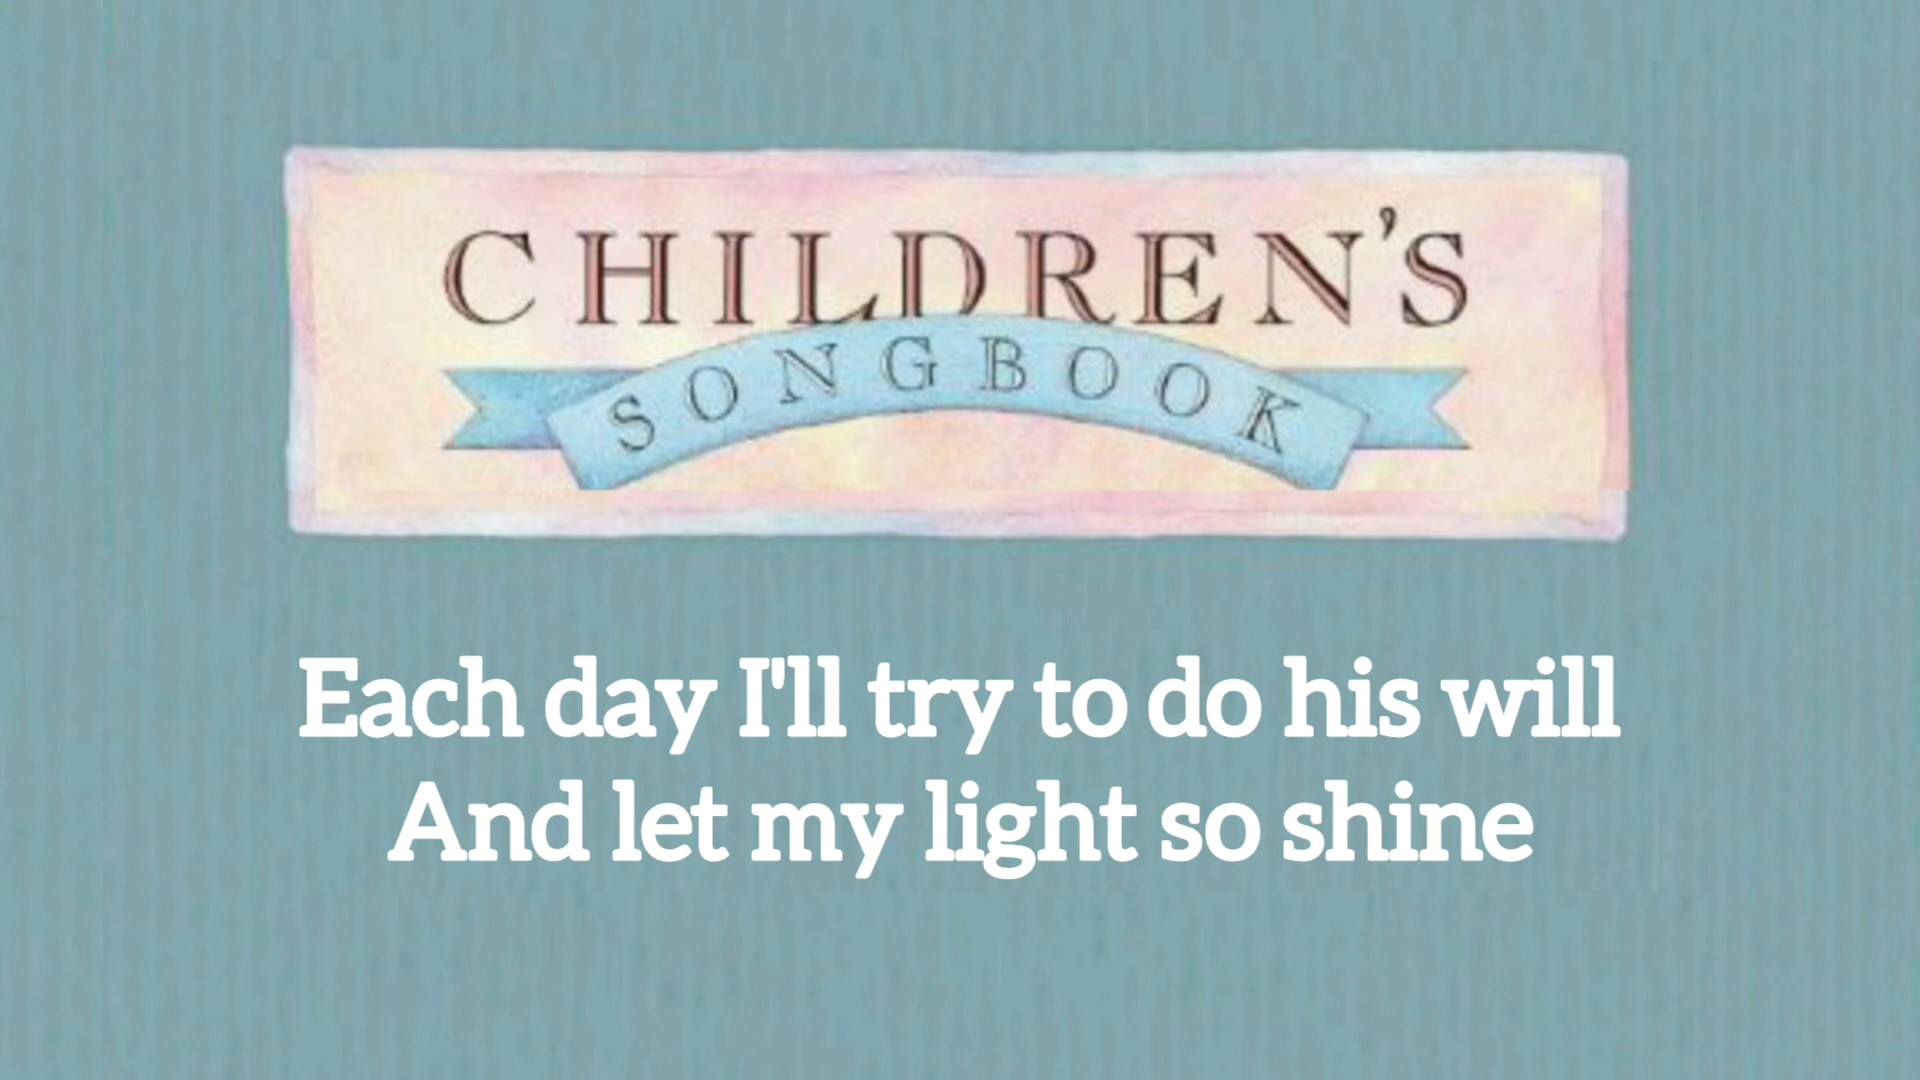 CHILDREN'S
SONGBOOK
Each day I'll try to do his will
And let my light so shine